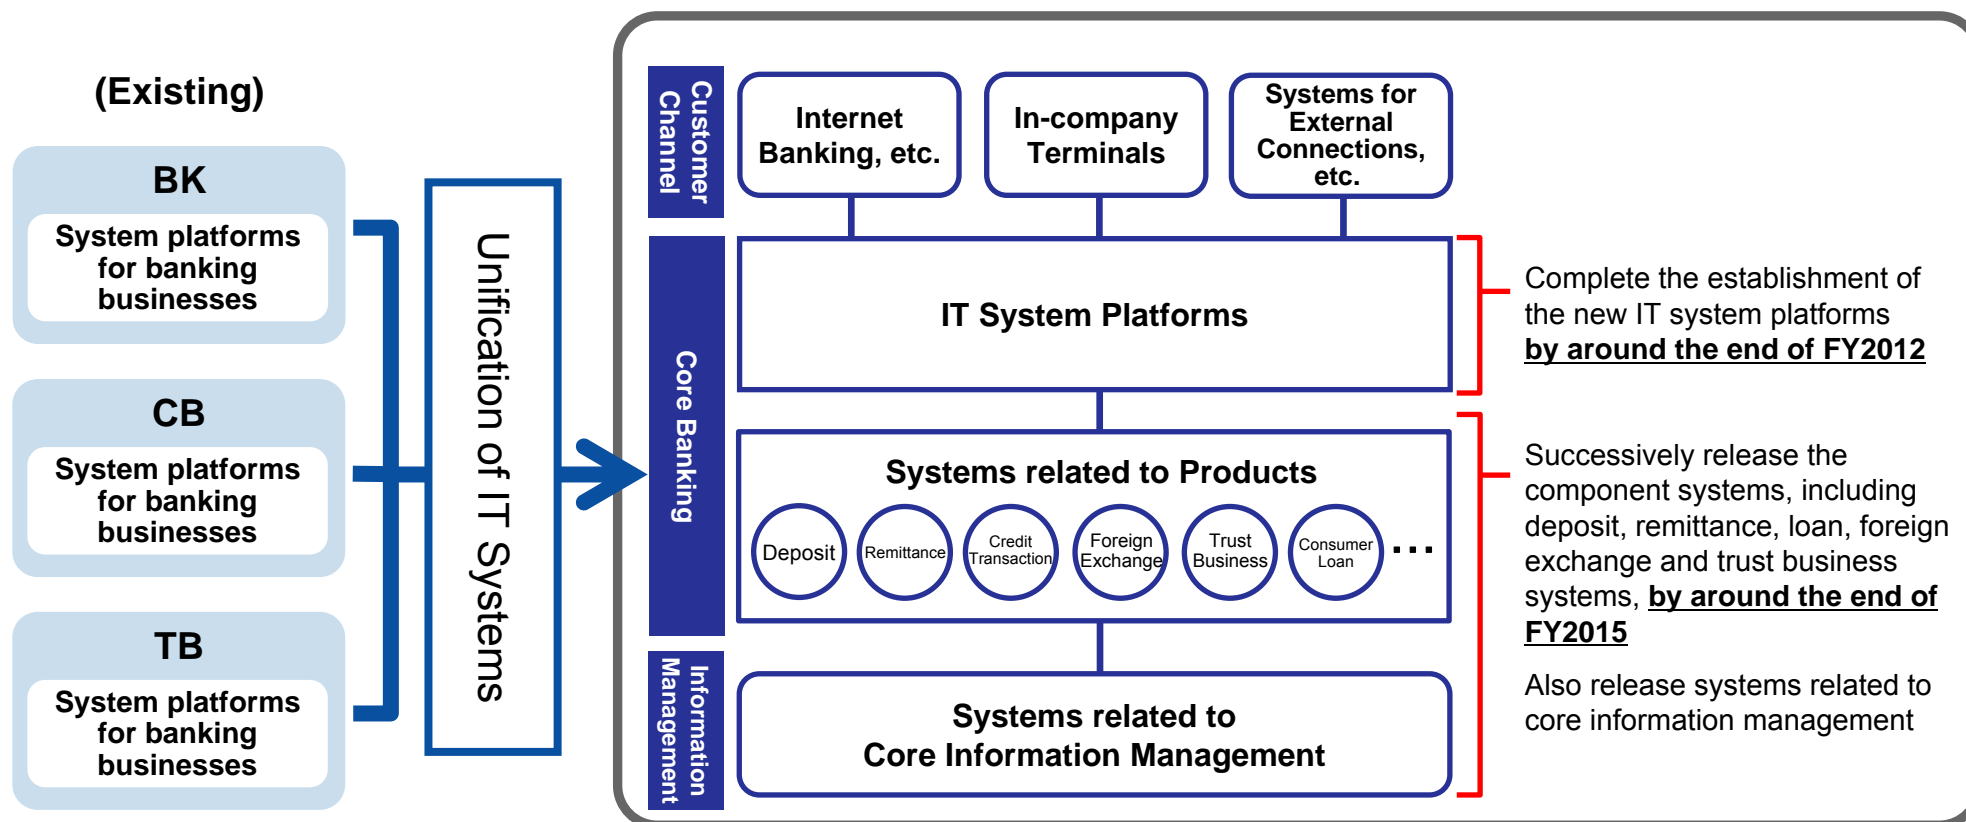 (Existing)
BK
System platforms
for banking
businesses
CB
System platforms
for banking
businesses
TB
System platforms
for banking
businesses
Unification of IT Systems
Customer
Channel
Internet
Banking, etc.
In-company
Terminals
Systems for
External
Connections,
etc.
Core Banking
IT System Platforms
Systems related to Products
Deposit
Remittance
Credit
Transaction
Foreign
Exchange
Trust
Business
Consumer
Loan
...
Information
Management
Systems related to
Core Information Management
Complete the establishment of
the new IT system platforms
by around the end of FY2012
Successively release the
component systems, including
deposit, remittance, loan, foreign
exchange and trust business
systems, by around the end of
FY2015
Also release systems related to
core information management